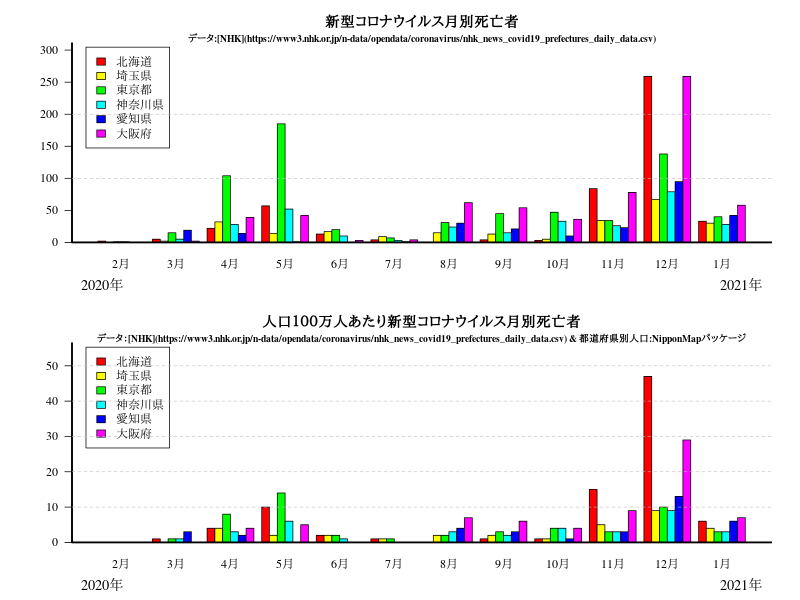 新型コロナウイルス月別死亡者
データ:[NHK](https://www3.nhk.or.jp/n-data/opendata/coronavirus/nhk_news_covid19_prefectures_daily_data.csv)
300
250
200
150
100
50
0
北海道
埼玉県
東京都
神奈川県
愛知県
大阪府
2月 3月 4月 5月 6月 7月 8月 9月 10月 11月 12月 1月
2020年 2021年
人口100万人あたり新型コロナウイルス月別死亡者
データ:[NHK](https://www3.nhk.or.jp/n-data/opendata/coronavirus/nhk_news_covid19_prefectures_daily_data.csv) & 都道府県別人口:NipponMapパッケージ
50
40
30
20
10
0
北海道
埼玉県
東京都
神奈川県
愛知県
大阪府
2月 3月 4月 5月 6月 7月 8月 9月 10月 11月 12月 1月
2020年 2021年